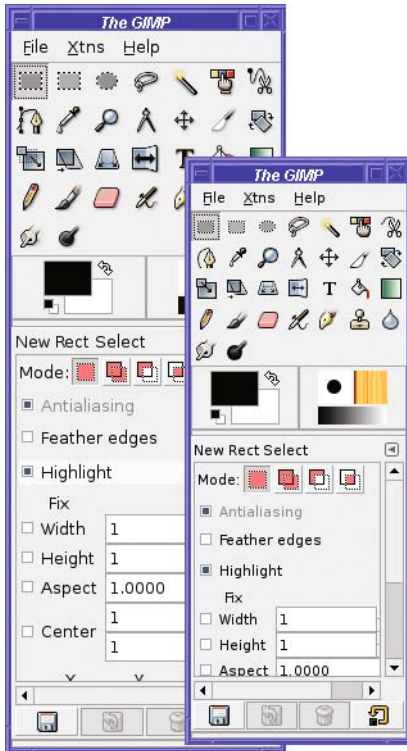 The GIMP
File Xtns Help
New Rect Select
Mode:
Antialiasing
Feather edges
Highlight
Fix
Width 1
Height 1
Aspect 1.0000
1
Center
1
The GIMP
File Xtns Help
T
New Rect Select
Mode:
Antialiasing
Feather edges
Highlight
Fix
Width 1
Height 1
Aspect 1.0000